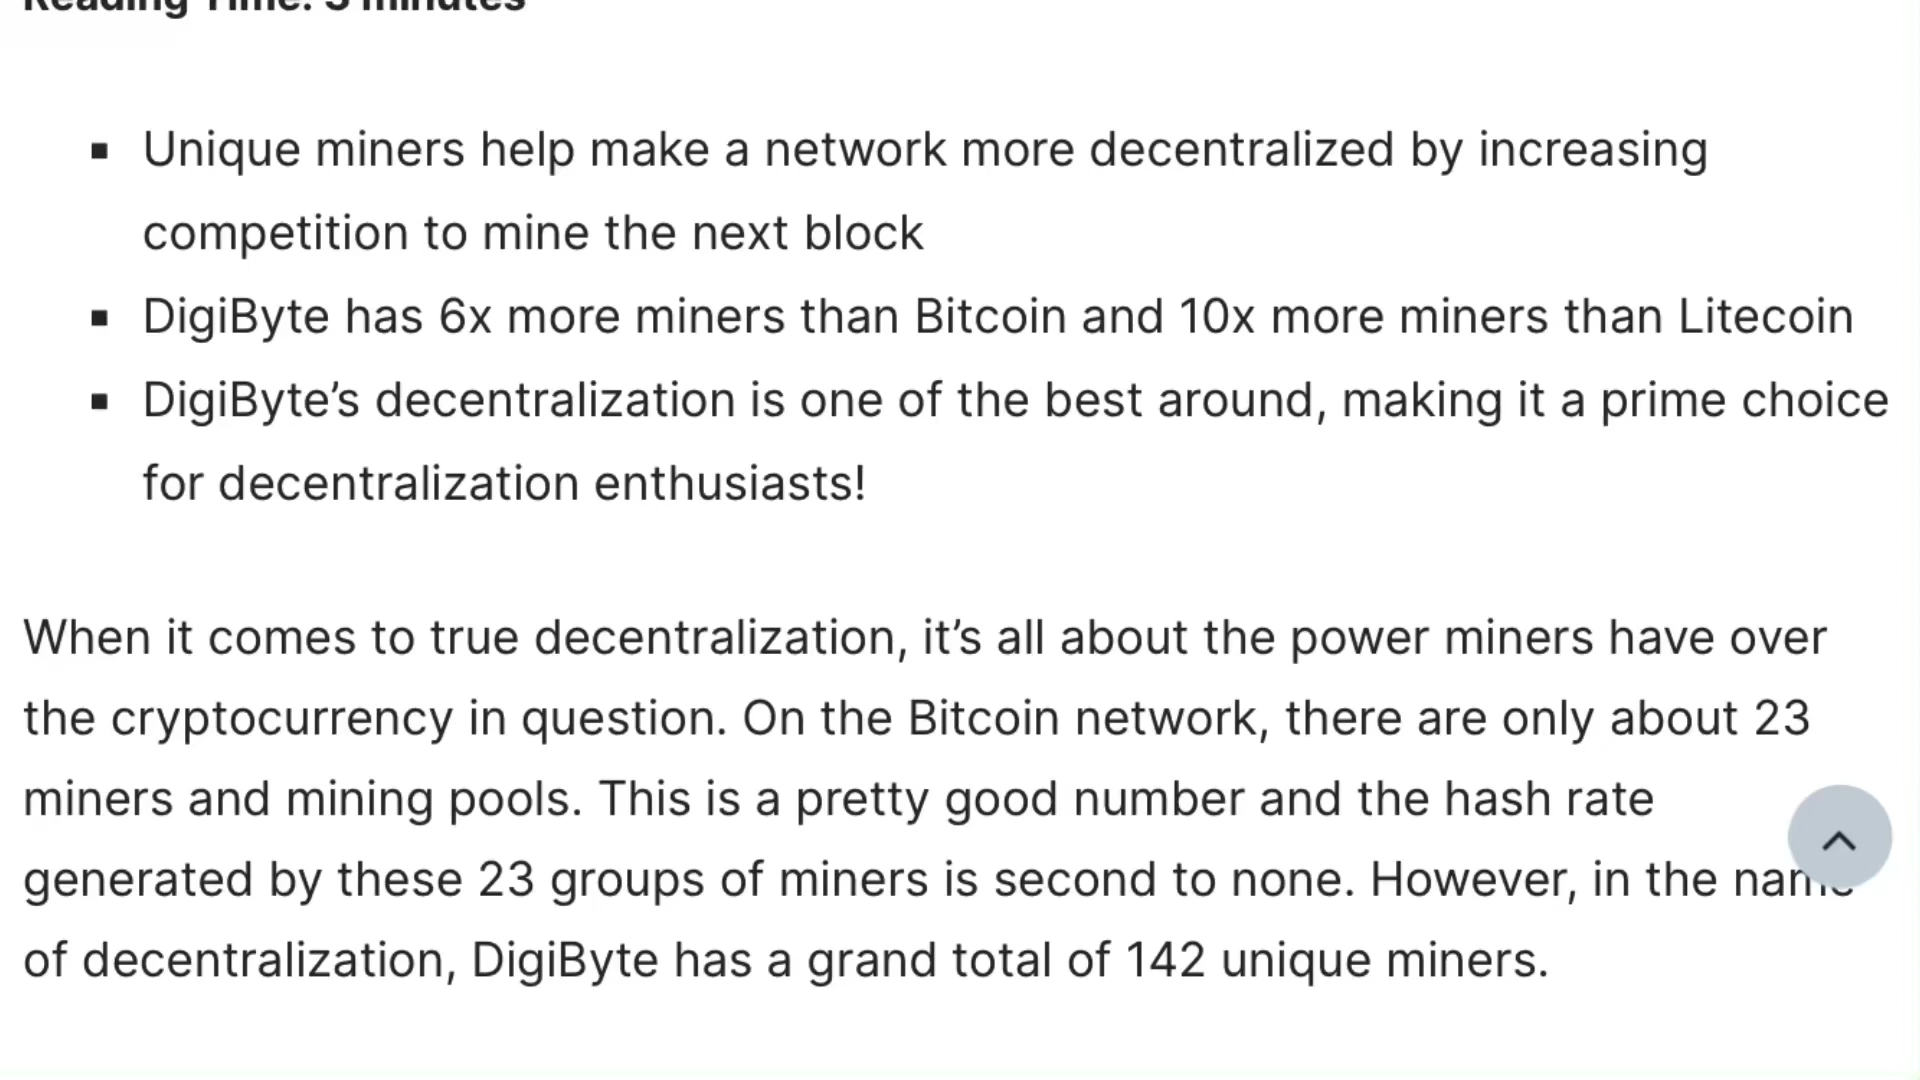 Reading Time: 3 minutes
Unique miners help make a network more decentralized by increasing
competition to mine the next block
DigiByte has 6x more miners than Bitcoin and 10x more miners than Litecoin
DigiByte’s decentralization is one of the best around, making it a prime choice
for decentralization enthusiasts!
When it comes to true decentralization, it’s all about the power miners have over
the cryptocurrency in question. On the Bitcoin network, there are only about 23
miners and mining pools. This is a pretty good number and the hash rate
generated by these 23 groups of miners is second to none. However, in the name
of decentralization, DigiByte has a grand total of 142 unique miners.